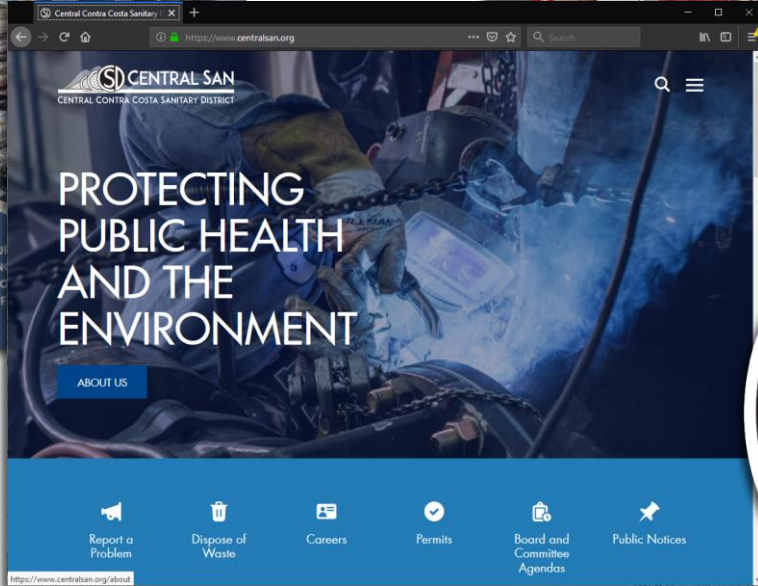 Central Contra Costa Sanitary
https://www.centralsan.org
Search
CENTRAL SAN
CENTRAL CONTRA COSTA SANITARY DISTRICT
PROTECTING
PUBLIC HEALTH
AND THE
ENVIRONMENT
ABOUT US
Report a
Problem
Dispose of
Waste
Careers
Permits
Board and
Committee
Agendas
Public Notices
https://www.centralsan.org/about